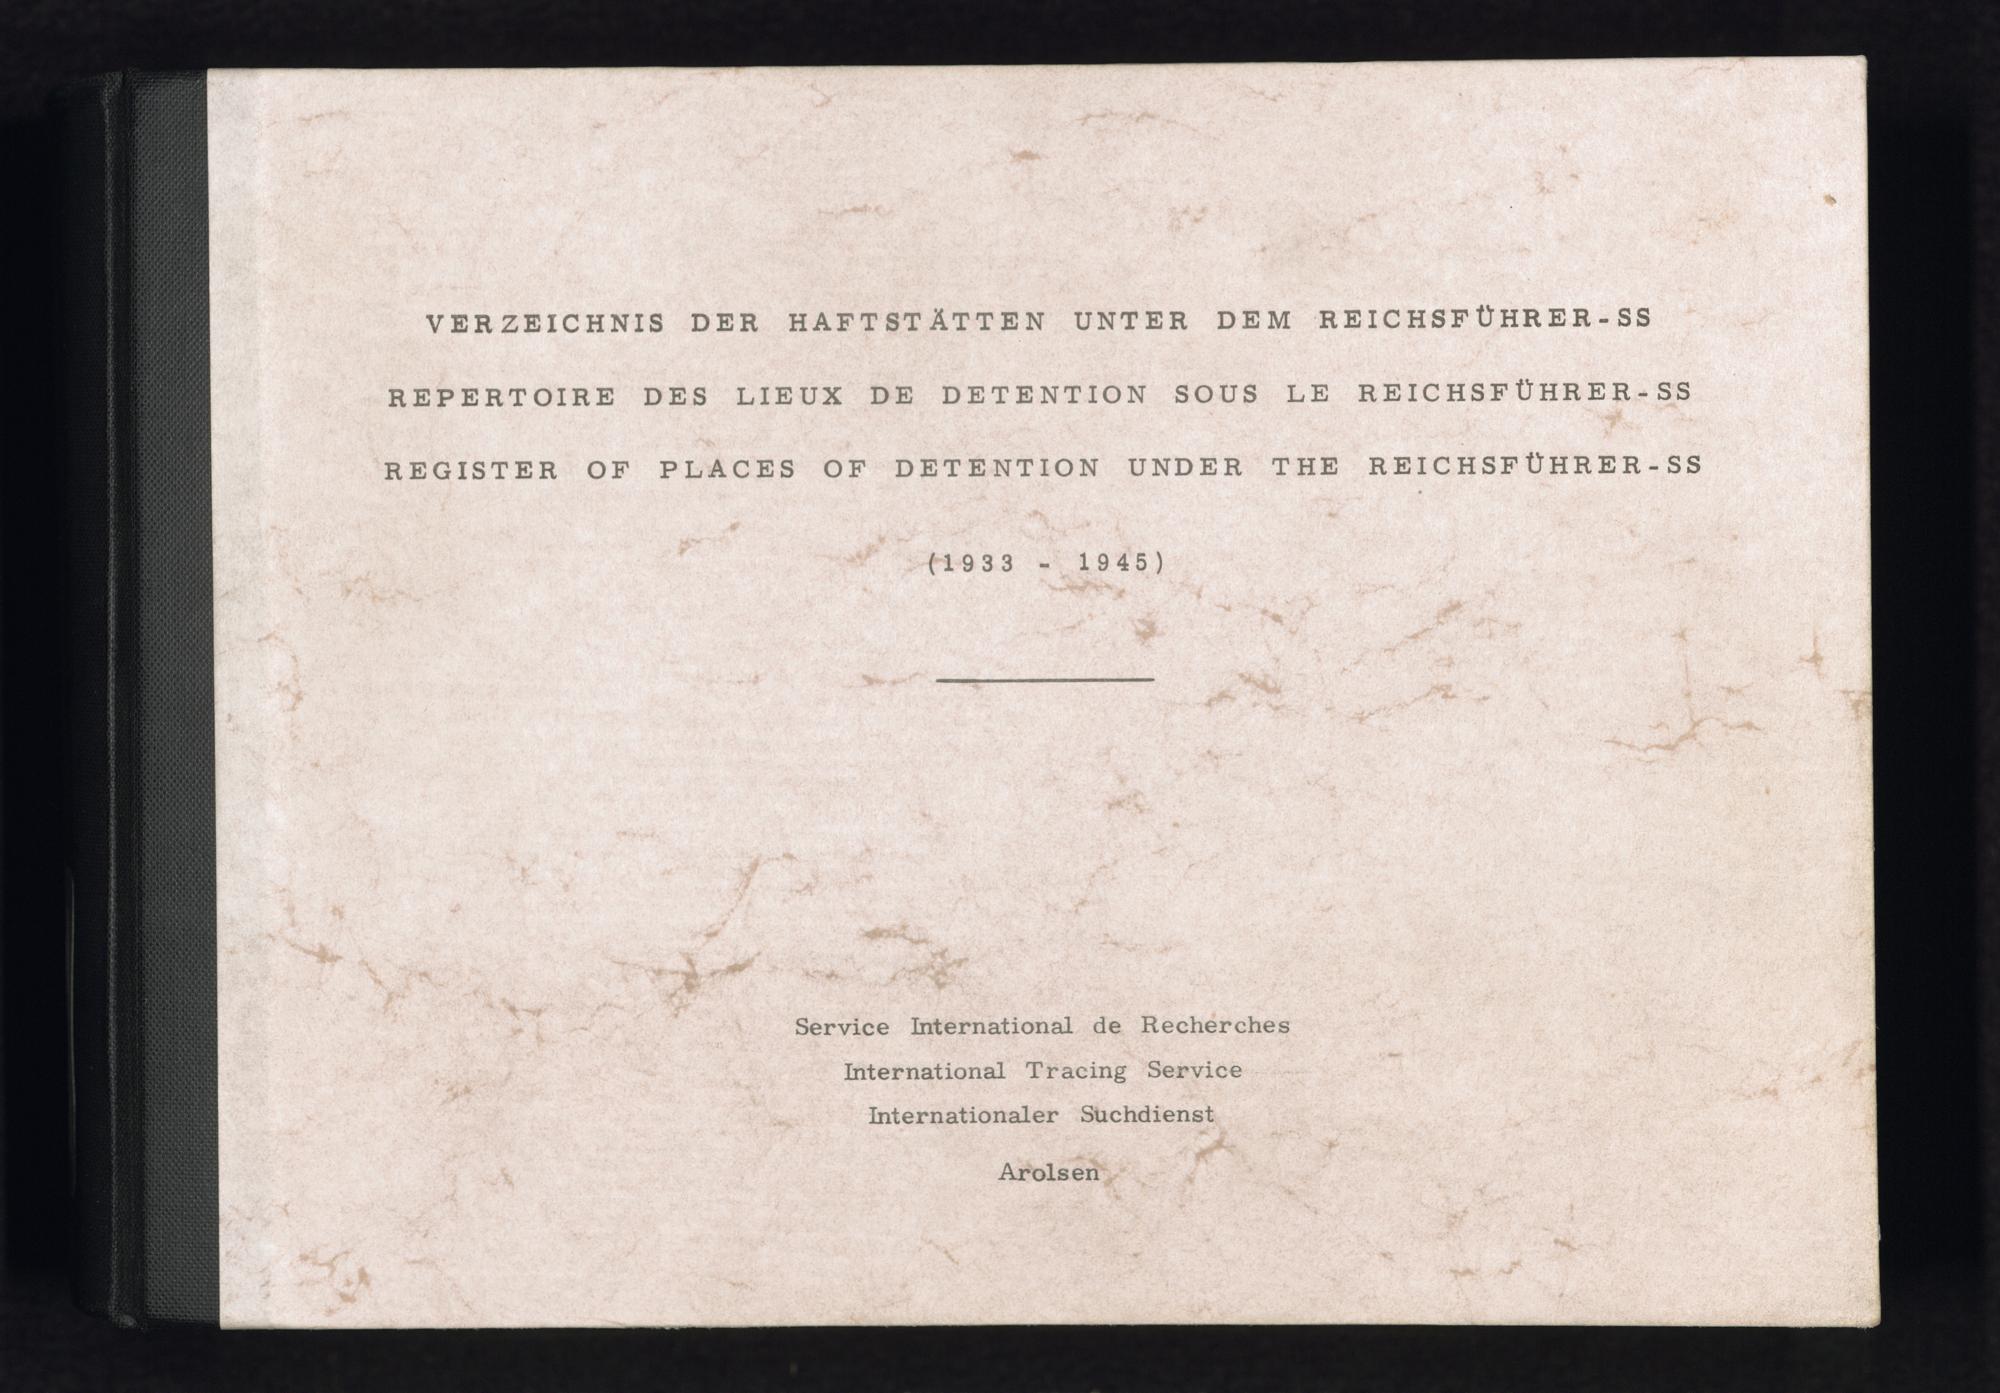 VERZEICHNIS DER HAFTSTÄTTEN UNTER DEM REICHSFÜHRER-SS
REPERTOIRE DES LIEUX DE DETENTION SOUS LE REICHSFÜHRER-SS
REGISTER OF PLACES OF DETENTION UNDER THE REICHSFÜHRER-SS
(1933 - 1945)
Service International de Recherches
International Tracing Service
Internationaler Suchdienst
Arolsen